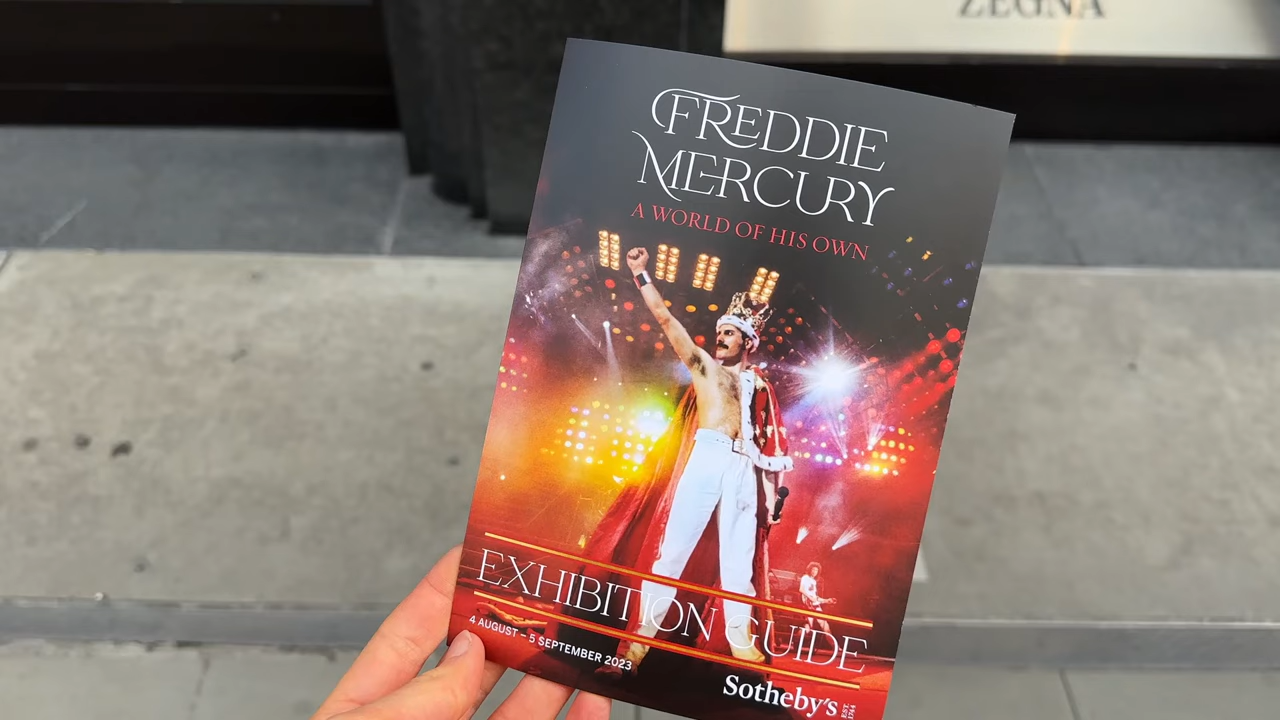 ZEGNA
FREDDIE
MERCURY
A WORLD OF HIS OWN
EXHIBITION GUIDE
4 AUGUST – 5 SEPTEMBER 2023
Sotheby's EST. 1744